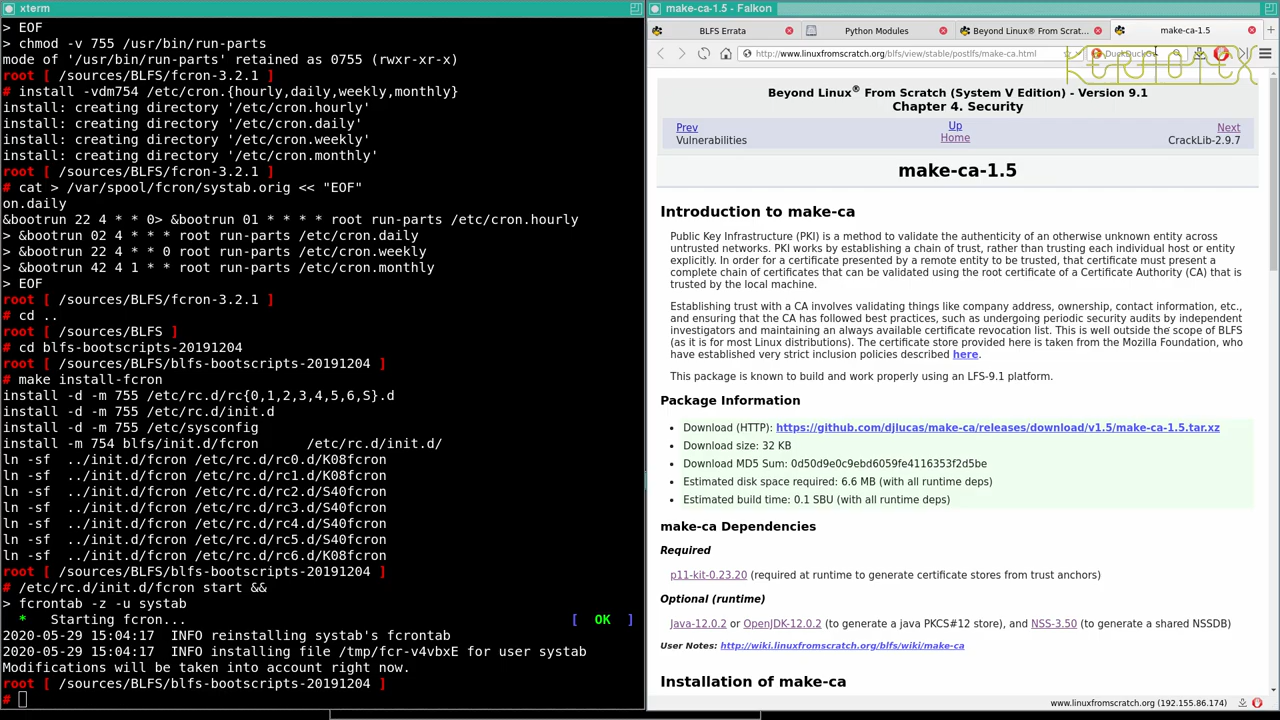 xterm
> EOF
> chmod -v 755 /usr/bin/run-parts
mode of '/usr/bin/run-parts' retained as 0755 (rwxr-xr-x)
root [ /sources/BLFS/fcron-3.2.1 ]
# install -vdm754 /etc/cron.{hourly,daily,weekly,monthly}
install: creating directory '/etc/cron.hourly'
install: creating directory '/etc/cron.daily'
install: creating directory '/etc/cron.weekly'
install: creating directory '/etc/cron.monthly'
root [ /sources/BLFS/fcron-3.2.1 ]
# cat > /var/spool/fcron/systab.orig << "EOF"
on.daily
&bootrun 22 4 * * 0> &bootrun 01 * * * * root run-parts /etc/cron.hourly
> &bootrun 02 4 * * * root run-parts /etc/cron.daily
> &bootrun 22 4 * * 0 root run-parts /etc/cron.weekly
> &bootrun 42 4 1 * * root run-parts /etc/cron.monthly
> EOF
root [ /sources/BLFS/fcron-3.2.1 ]
# cd ..
root [ /sources/BLFS ]
# cd blfs-bootscripts-20191204
root [ /sources/BLFS/blfs-bootscripts-20191204 ]
# make install-fcron
install -d -m 755 /etc/rc.d/rc{0,1,2,3,4,5,6,S}.d
install -d -m 755 /etc/rc.d/init.d
install -d -m 755 /etc/sysconfig
install -m 754 blfs/init.d/fcron       /etc/rc.d/init.d/
ln -sf  ../init.d/fcron /etc/rc.d/rc0.d/K08fcron
ln -sf  ../init.d/fcron /etc/rc.d/rc1.d/K08fcron
ln -sf  ../init.d/fcron /etc/rc.d/rc2.d/S40fcron
ln -sf  ../init.d/fcron /etc/rc.d/rc3.d/S40fcron
ln -sf  ../init.d/fcron /etc/rc.d/rc4.d/S40fcron
ln -sf  ../init.d/fcron /etc/rc.d/rc5.d/S40fcron
ln -sf  ../init.d/fcron /etc/rc.d/rc6.d/K08fcron
root [ /sources/BLFS/blfs-bootscripts-20191204 ]
# /etc/rc.d/init.d/fcron start &&
> fcrontab -z -u systab
*   Starting fcron...   [  OK  ]
2020-05-29 15:04:17  INFO reinstalling systab's fcrontab
2020-05-29 15:04:17  INFO installing file /tmp/fcr-v4vbxE for user systab
Modifications will be taken into account right now.
root [ /sources/BLFS/blfs-bootscripts-20191204 ]
#
make-ca-1.5 - Falkon
BLFS Errata
Python Modules
Beyond Linux® From Scrat...
make-ca-1.5
http://www.linuxfromscratch.org/blfs/view/stable/postlfs/make-ca.html
Beyond Linux® From Scratch (System V Edition) - Version 9.1
Chapter 4. Security
Prev Up Next
Vulnerabilities Home CrackLib-2.9.7
make-ca-1.5
Introduction to make-ca
Public Key Infrastructure (PKI) is a method to validate the authenticity of an otherwise unknown entity across
untrusted networks. PKI works by establishing a chain of trust, rather than trusting each individual host or entity
explicitly. In order for a certificate presented by a remote entity to be trusted, that certificate must present a
complete chain of certificates that can be validated using the root certificate of a Certificate Authority (CA) that is
trusted by the local machine.
Establishing trust with a CA involves validating things like company address, ownership, contact information, etc.,
and ensuring that the CA has followed best practices, such as undergoing periodic security audits by independent
investigators and maintaining an always available certificate revocation list. This is well outside the scope of BLFS
(as it is for most Linux distributions). The certificate store provided here is taken from the Mozilla Foundation, who
have established very strict inclusion policies described here.
This package is known to build and work properly using an LFS-9.1 platform.
Package Information
• Download (HTTP): https://github.com/djlucas/make-ca/releases/download/v1.5/make-ca-1.5.tar.xz
• Download size: 32 KB
• Download MD5 Sum: 0d50d9e0c9ebd6059fe4116353f2d5be
• Estimated disk space required: 6.6 MB (with all runtime deps)
• Estimated build time: 0.1 SBU (with all runtime deps)
make-ca Dependencies
Required
p11-kit-0.23.20 (required at runtime to generate certificate stores from trust anchors)
Optional (runtime)
Java-12.0.2 or OpenJDK-12.0.2 (to generate a java PKCS#12 store), and NSS-3.50 (to generate a shared NSSDB)
User Notes: http://wiki.linuxfromscratch.org/blfs/wiki/make-ca
Installation of make-ca
www.linuxfromscratch.org (192.155.86.174)